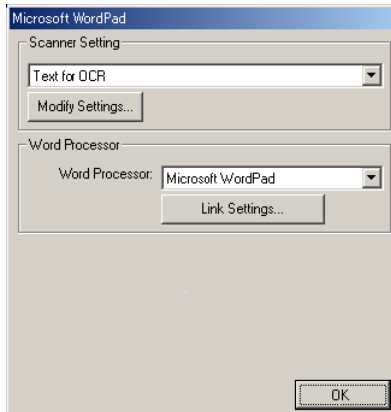 Microsoft WordPad
Scanner Setting
Text for OCR
Modify Settings...
Word Processor
Word Processor: Microsoft WordPad
Link Settings...
OK